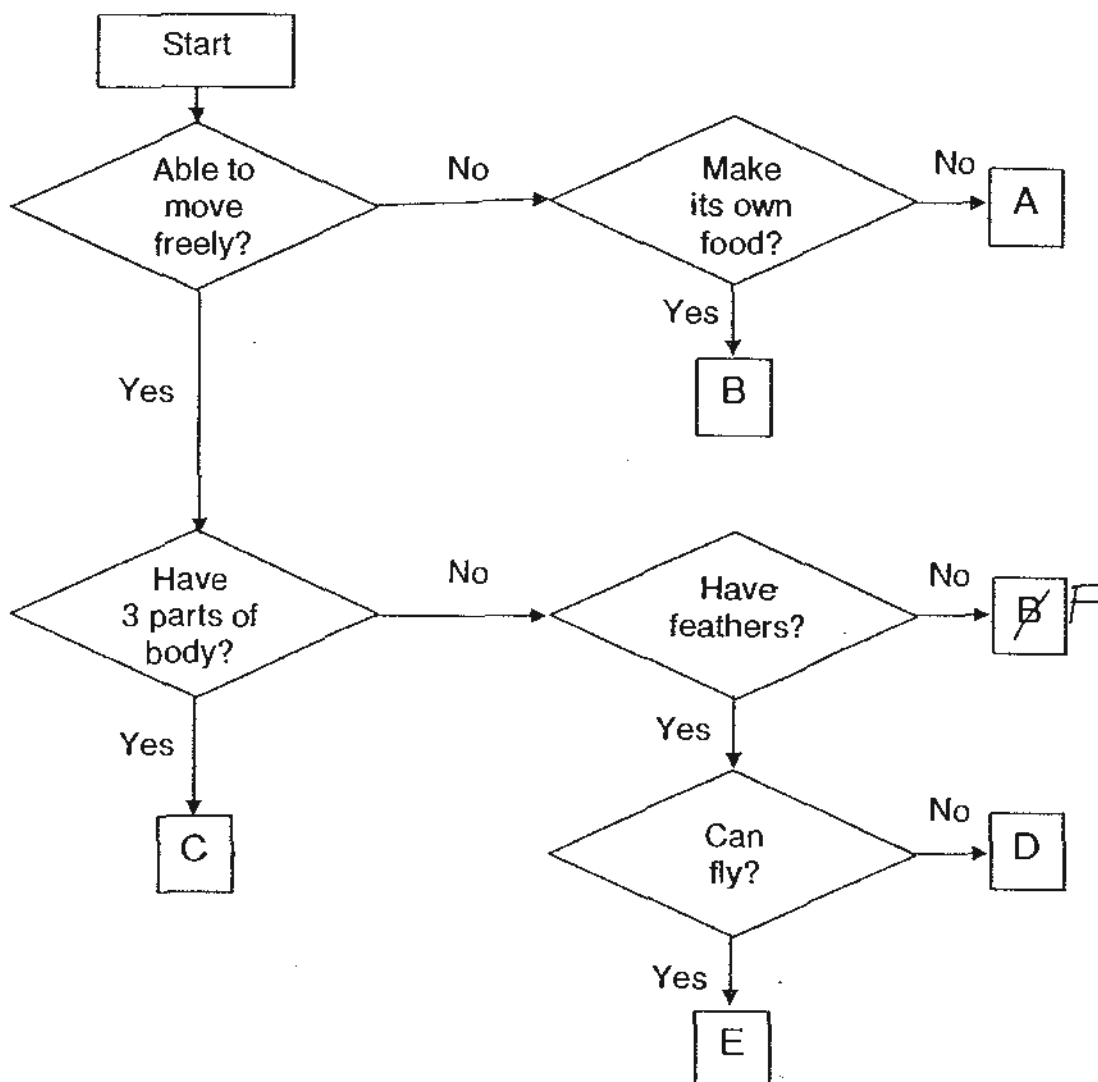 Start
Able to
move
freely?
No
Make
its own
food?
No
A
Yes
B
Yes
Have
3 parts of
body?
No
Have
feathers?
No
B F
Yes
C
Yes
Can
fly?
No
D
Yes
E